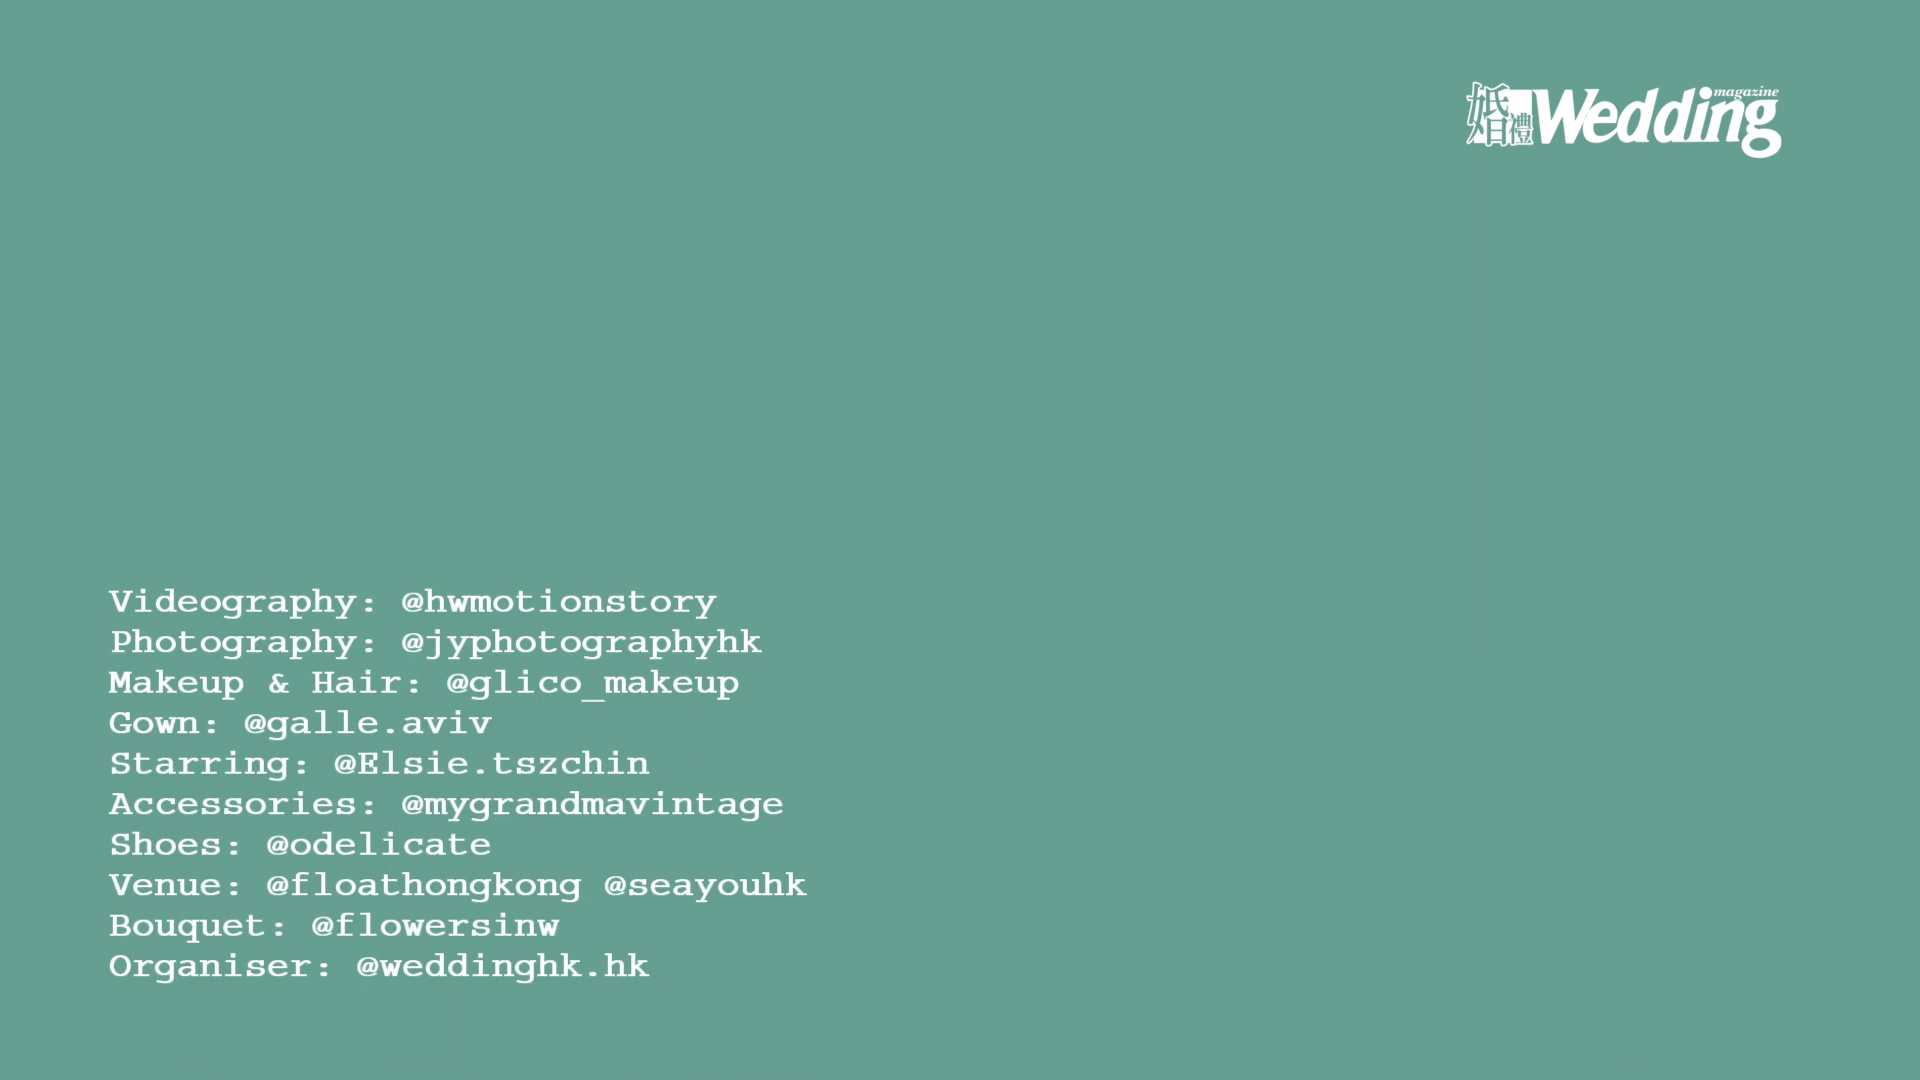 婚禮 Wedding magazine
Videography: @hwmotionstory
Photography: @jyphotographyhk
Makeup & Hair: @glico_makeup
Gown: @galle.aviv
Starring: @Elsie.tszchin
Accessories: @mygrandmavintage
Shoes: @odelicate
Venue: @floathongkong @seayouhk
Bouquet: @flowersinw
Organiser: @weddinghk.hk